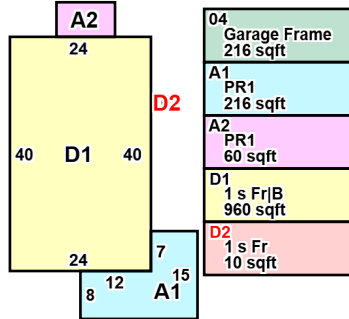 A2
24
D2
40
D1
40
24
7
12
15
8
A1
04
Garage Frame
216 sqft
A1
PR1
216 sqft
A2
PR1
60 sqft
D1
1 s Fr|B
960 sqft
D2
1 s Fr
10 sqft